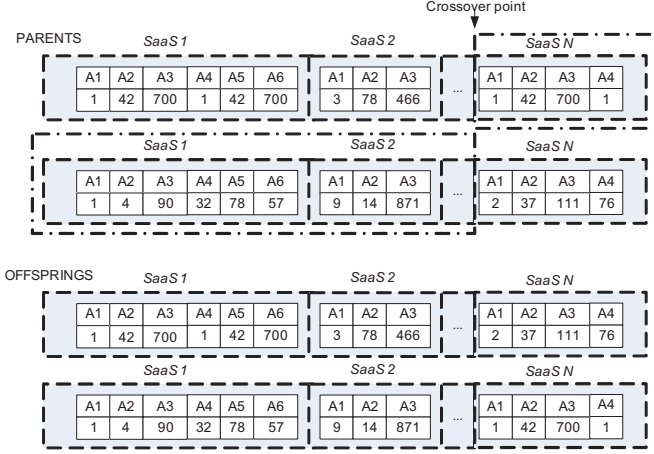 Crossover point
PARENTS SaaS 1 SaaS 2 SaaS N
A1 A2 A3 A4 A5 A6 A1 A2 A3 A1 A2 A3 A4
1 42 700 1 42 700 3 78 466 ... 1 42 700 1
SaaS 1 SaaS 2 SaaS N
A1 A2 A3 A4 A5 A6 A1 A2 A3 A1 A2 A3 A4
1 4 90 32 78 57 9 14 871 ... 2 37 111 76
OFFSPRINGS SaaS 1 SaaS 2 SaaS N
A1 A2 A3 A4 A5 A6 A1 A2 A3 A1 A2 A3 A4
1 42 700 1 42 700 3 78 466 ... 2 37 111 76
SaaS 1 SaaS 2 SaaS N
A1 A2 A3 A4 A5 A6 A1 A2 A3 A1 A2 A3 A4
1 4 90 32 78 57 9 14 871 ... 1 42 700 1